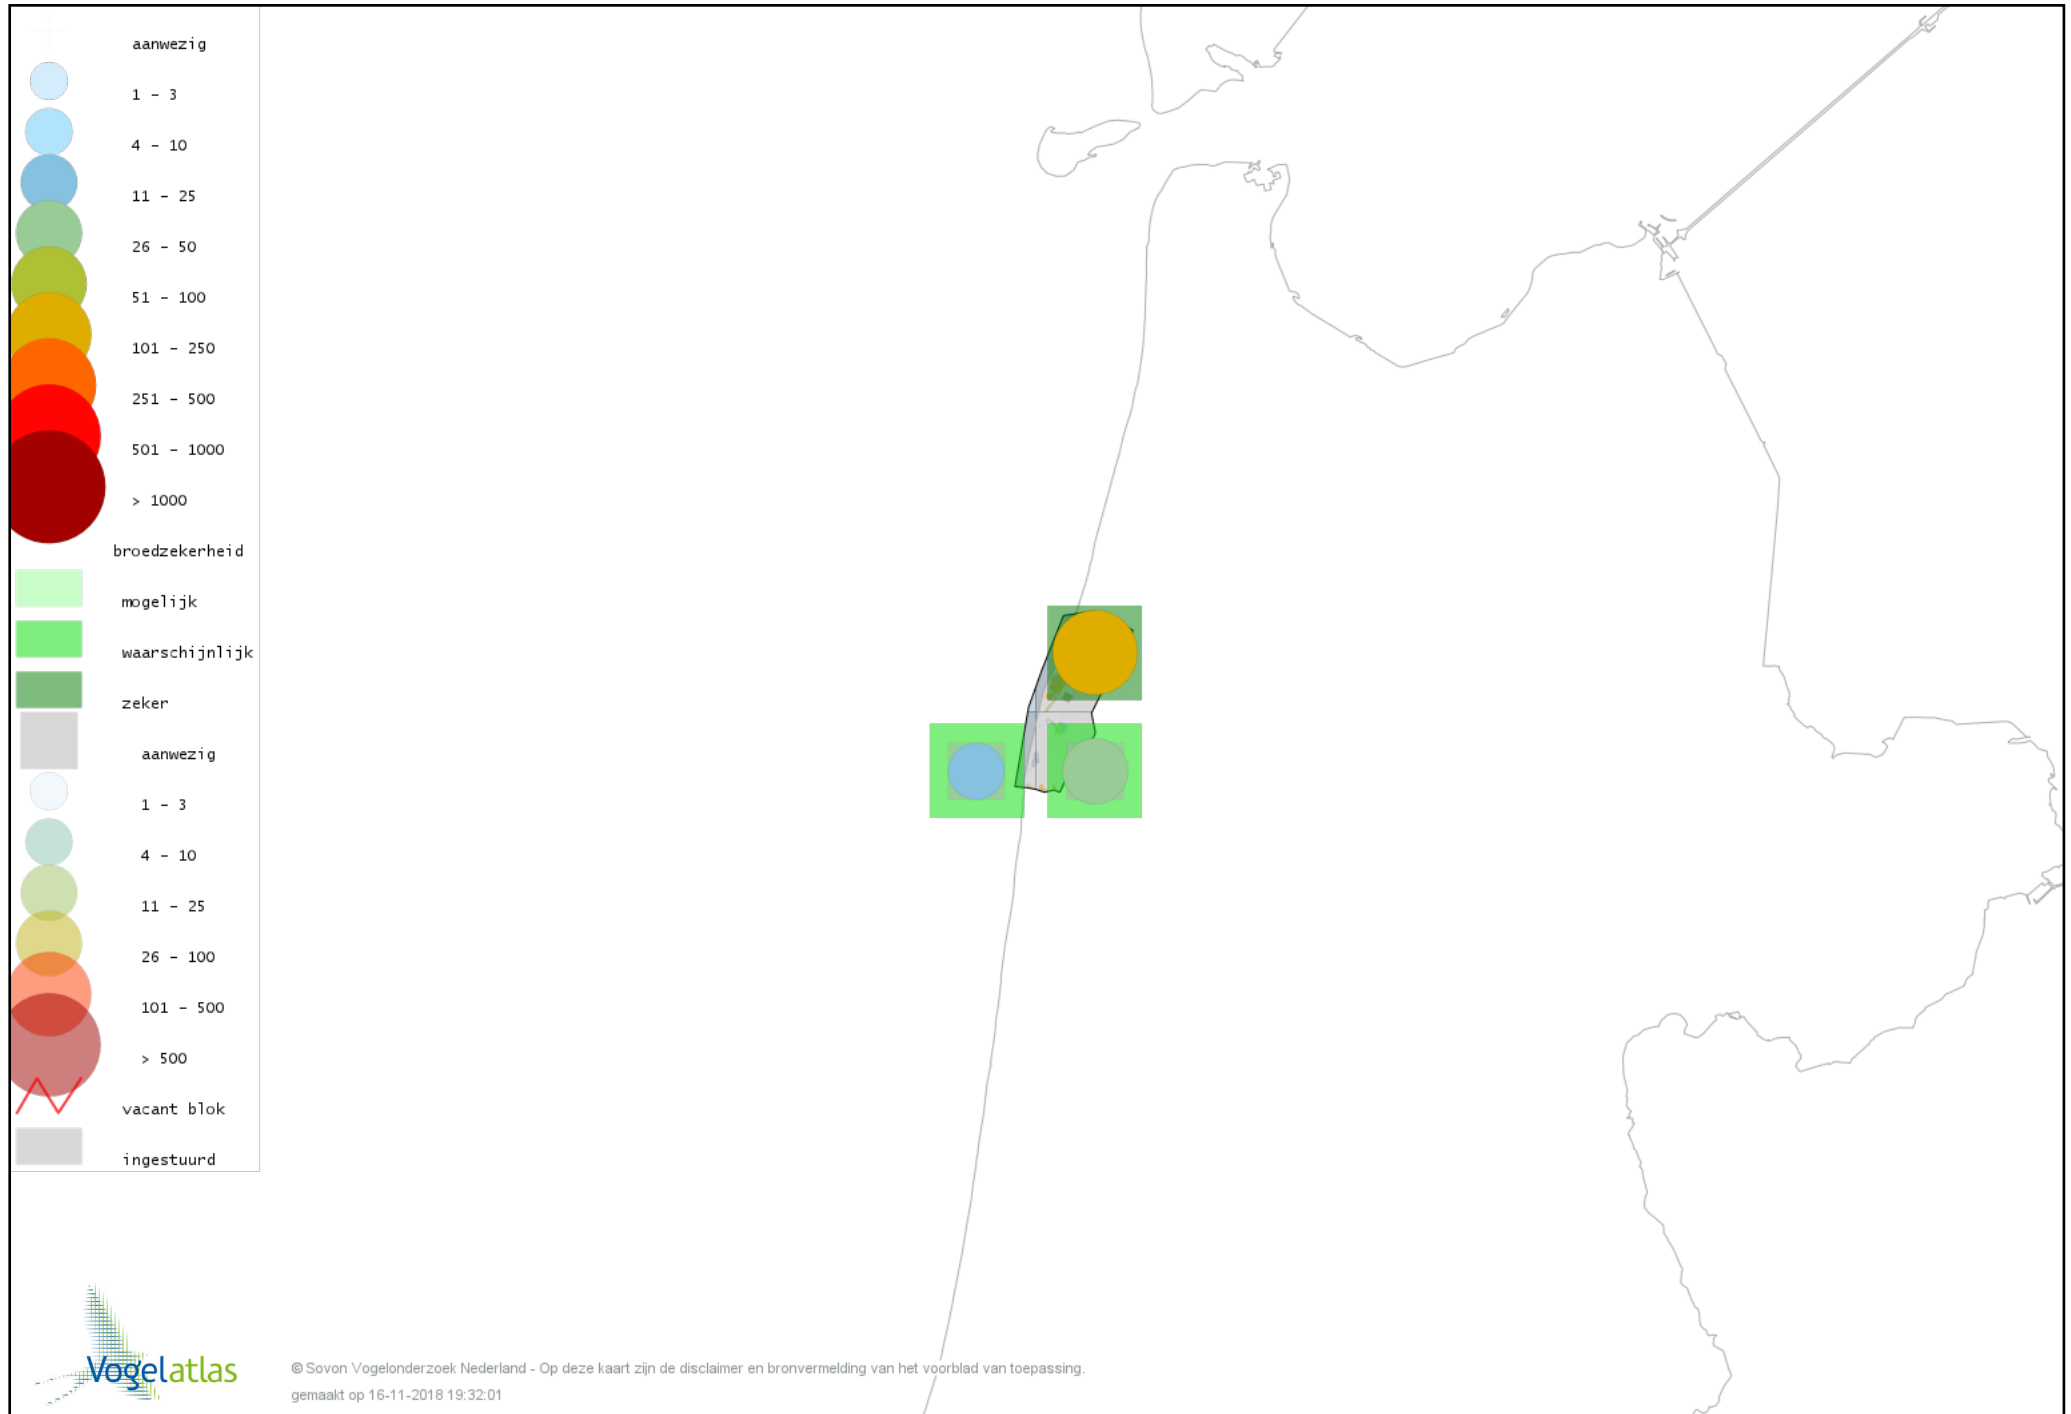 aanwezig
1 – 3
4 – 10
11 – 25
26 – 50
51 – 100
101 – 250
251 – 500
501 – 1000
> 1000
broedzekerheid
mogelijk
waarschijnlijk
zeker
aanwezig
1 – 3
4 – 10
11 – 25
26 – 100
101 – 500
> 500
vacant blok
ingestuurd
Vogelatlas
© Sovon Vogelonderzoek Nederland - Op deze kaart zijn de disclaimer en bronvermelding van het voorblad van toepassing.
gemaakt op 16-11-2018 19:32:01